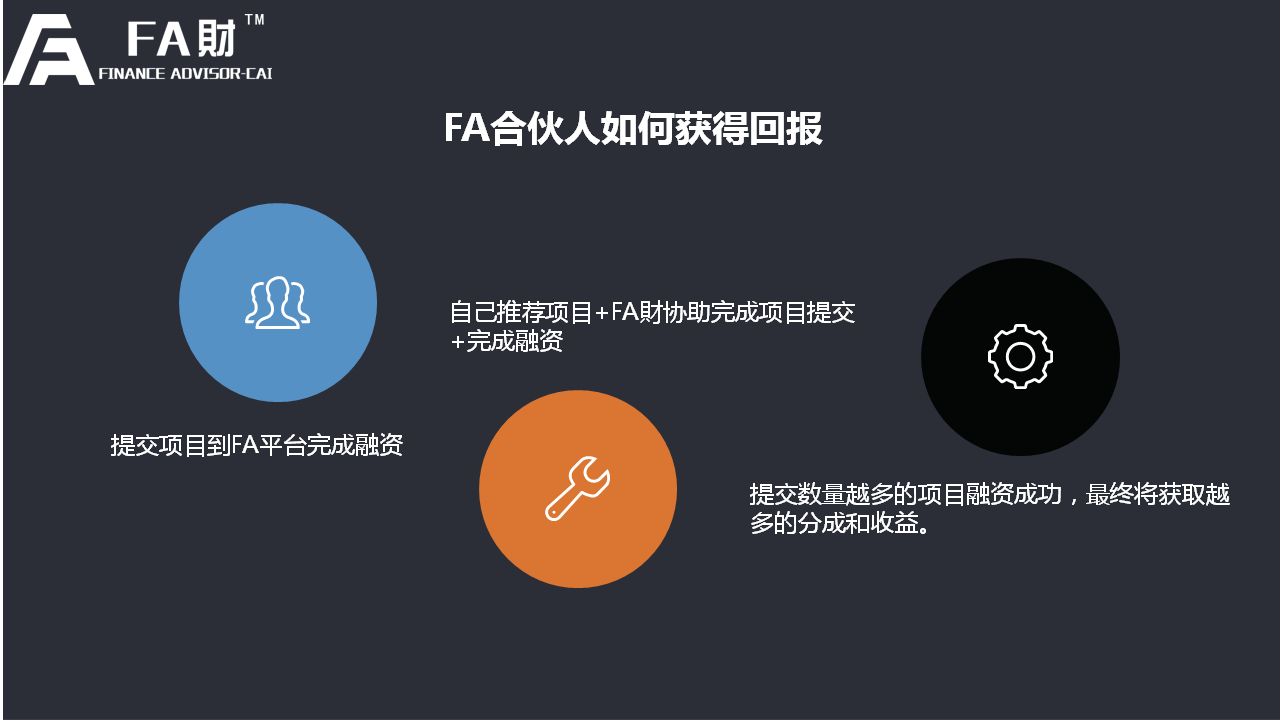 FA財™
FINANCE ADVISOR-CAI
FA合伙人如何获得回报
自己推荐项目+FA財协助完成项目提交
+完成融资
提交项目到FA平台完成融资
提交数量越多的项目融资成功，最终将获取越
多的分成和收益。